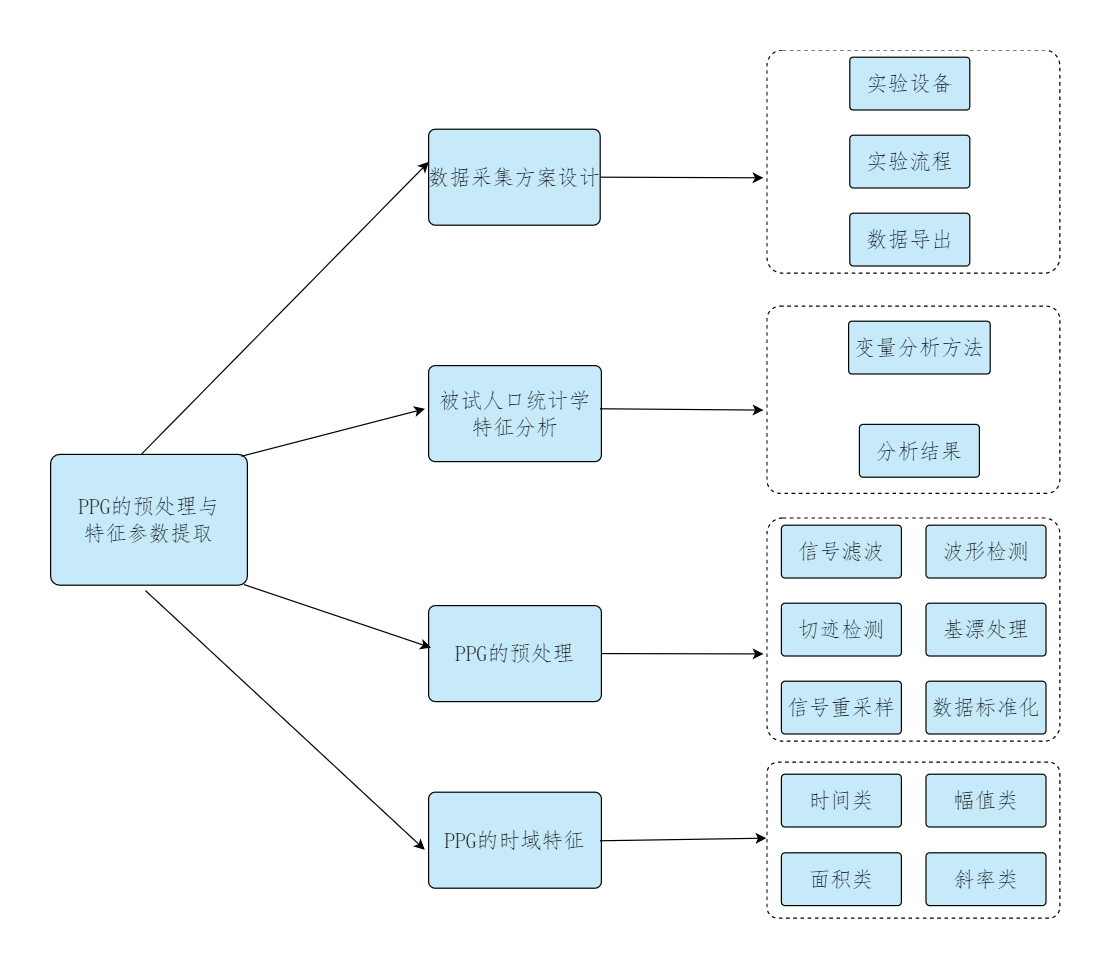 实验设备
实验流程
数据导出
数据采集方案设计
变量分析方法
分析结果
被试人口统计学
特征分析
PPG的预处理与
特征参数提取
信号滤波
波形检测
切迹检测
基漂处理
信号重采样
数据标准化
PPG的预处理
时间类
幅值类
面积类
斜率类
PPG的时域特征